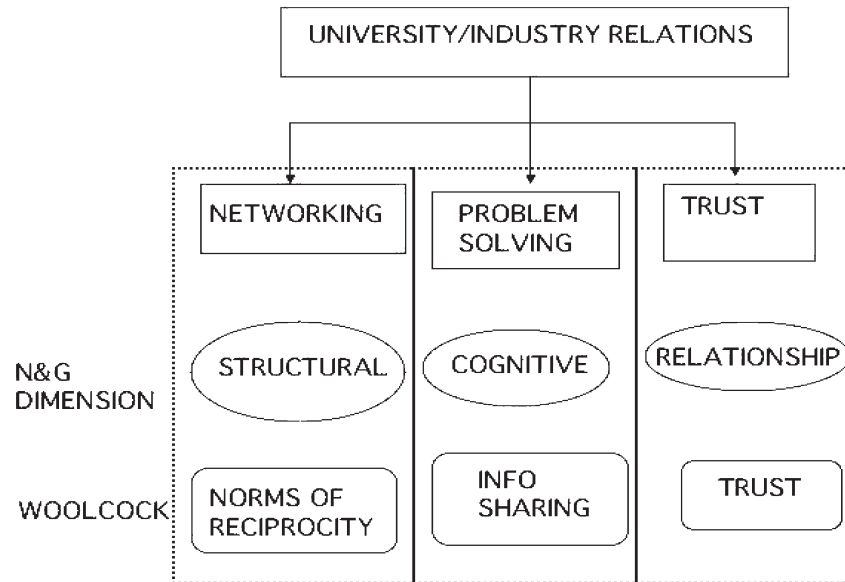 UNIVERSITY/INDUSTRY RELATIONS
NETWORKING
PROBLEM
SOLVING
TRUST
N&G
DIMENSION
STRUCTURAL
COGNITIVE
RELATIONSHIP
WOOLCOCK
NORMS OF
RECIPROCITY
INFO
SHARING
TRUST